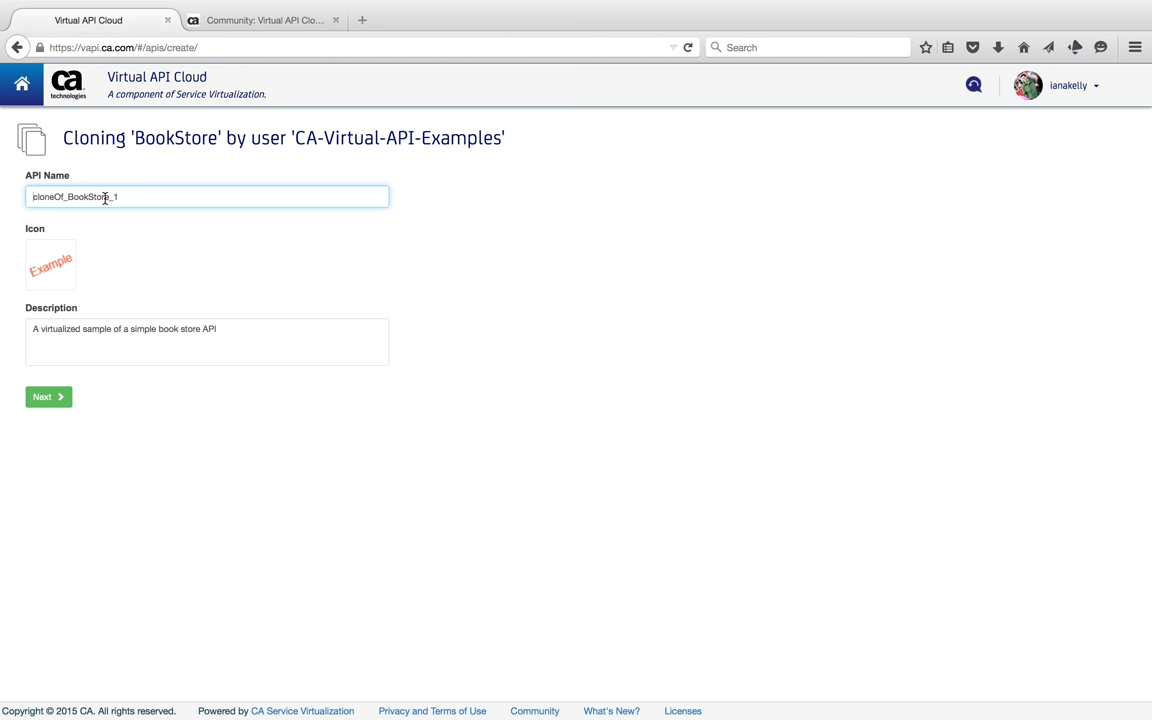 Virtual API Cloud
Community: Virtual API Clo...
https://vapi.ca.com/#/apis/create/
Search
ca
technologies
Virtual API Cloud
A component of Service Virtualization.
ianakelly
Cloning 'BookStore' by user 'CA-Virtual-API-Examples'
API Name
cloneOf_BookStore_1
Icon
Example
Description
A virtualized sample of a simple book store API
Next
Copyright © 2015 CA. All rights reserved. Powered by CA Service Virtualization Privacy and Terms of Use Community What's New? Licenses